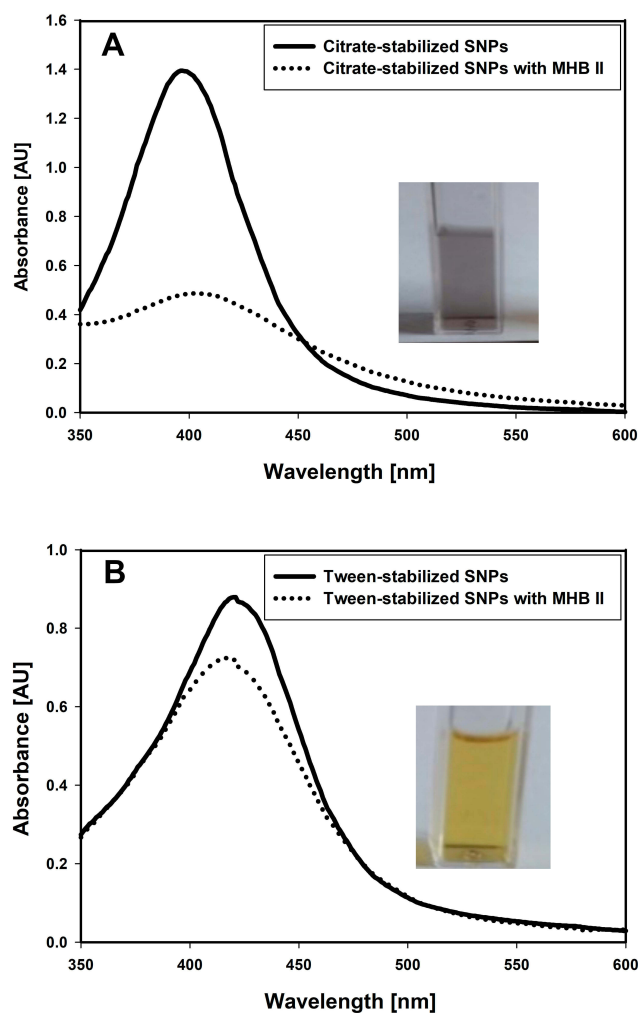 A
Citrate-stabilized SNPs
Citrate-stabilized SNPs with MHB II
Absorbance [AU]
1.6
1.4
1.2
1.0
0.8
0.6
0.4
0.2
0.0
350 400 450 500 550 600
Wavelength [nm]
B
Tween-stabilized SNPs
Tween-stabilized SNPs with MHB II
Absorbance [AU]
1.0
0.8
0.6
0.4
0.2
0.0
350 400 450 500 550 600
Wavelength [nm]